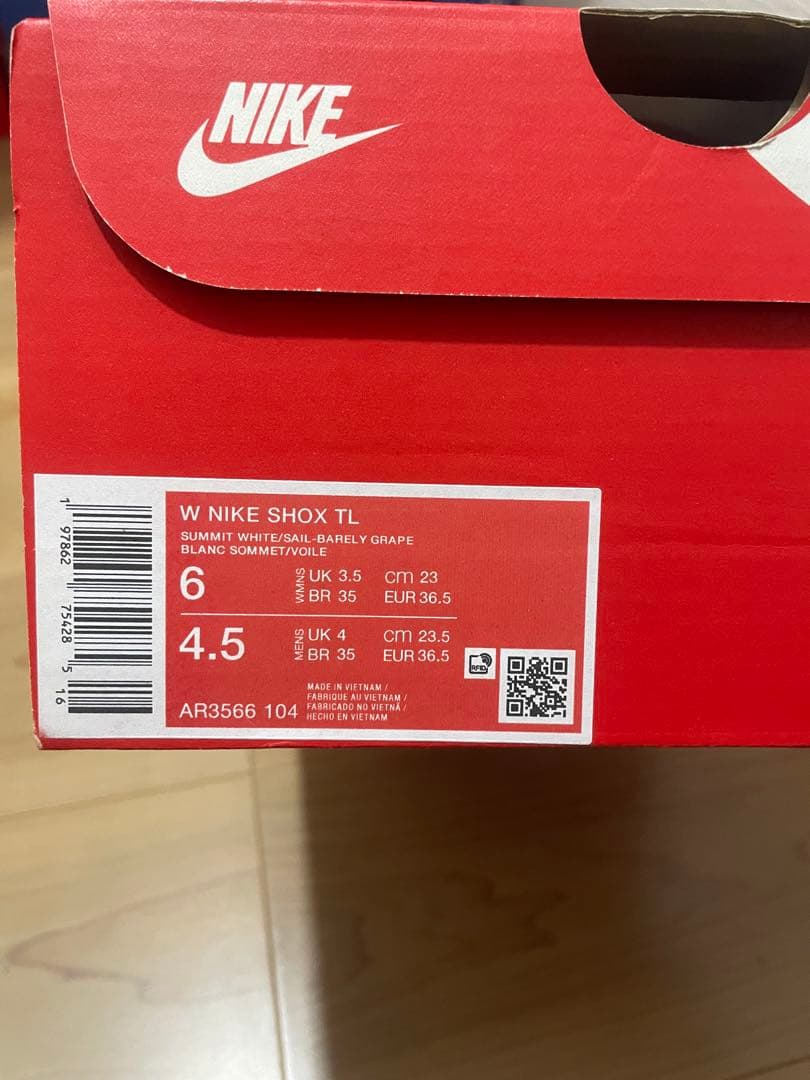 NIKE
W NIKE SHOX TL
SUMMIT WHITE/SAIL-BARELY GRAPE
BLANC SOMMET/VOILE
6 WMNS UK 3.5 cm 23
BR 35 EUR 36.5
4.5 MENS UK 4 cm 23.5
BR 35 EUR 36.5
RFID
AR3566 104
MADE IN VIETNAM /
FABRIQUE AU VIETNAM /
FABRICADO NO VIETNÃ /
HECHO EN VIETNAM
1 97862 75428 5 16